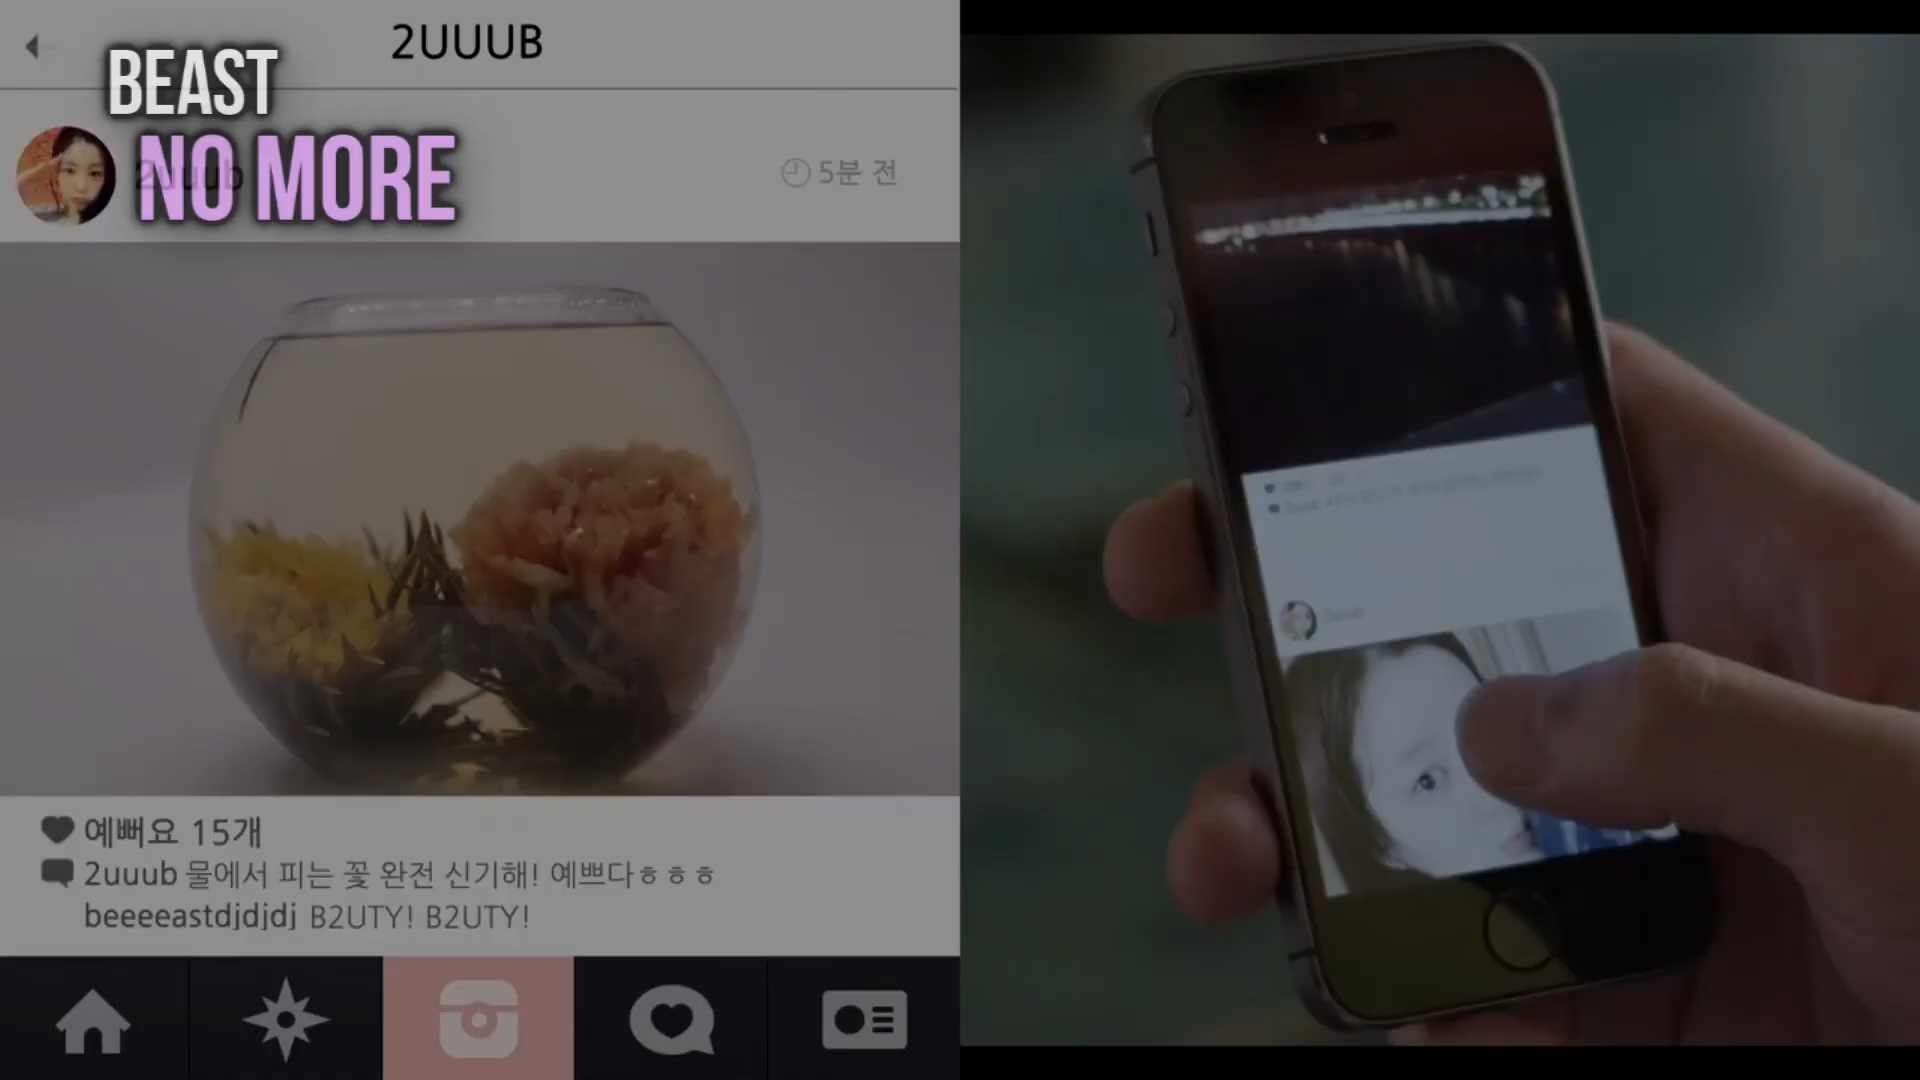 2UUUB
BEAST
NO MORE
2uuub
5분 전
예뻐요 15개
2uuub 물에서 피는 꽃 완전 신기해! 예쁘다ㅎㅎㅎ
beeeeastdjdjdj B2UTY! B2UTY!